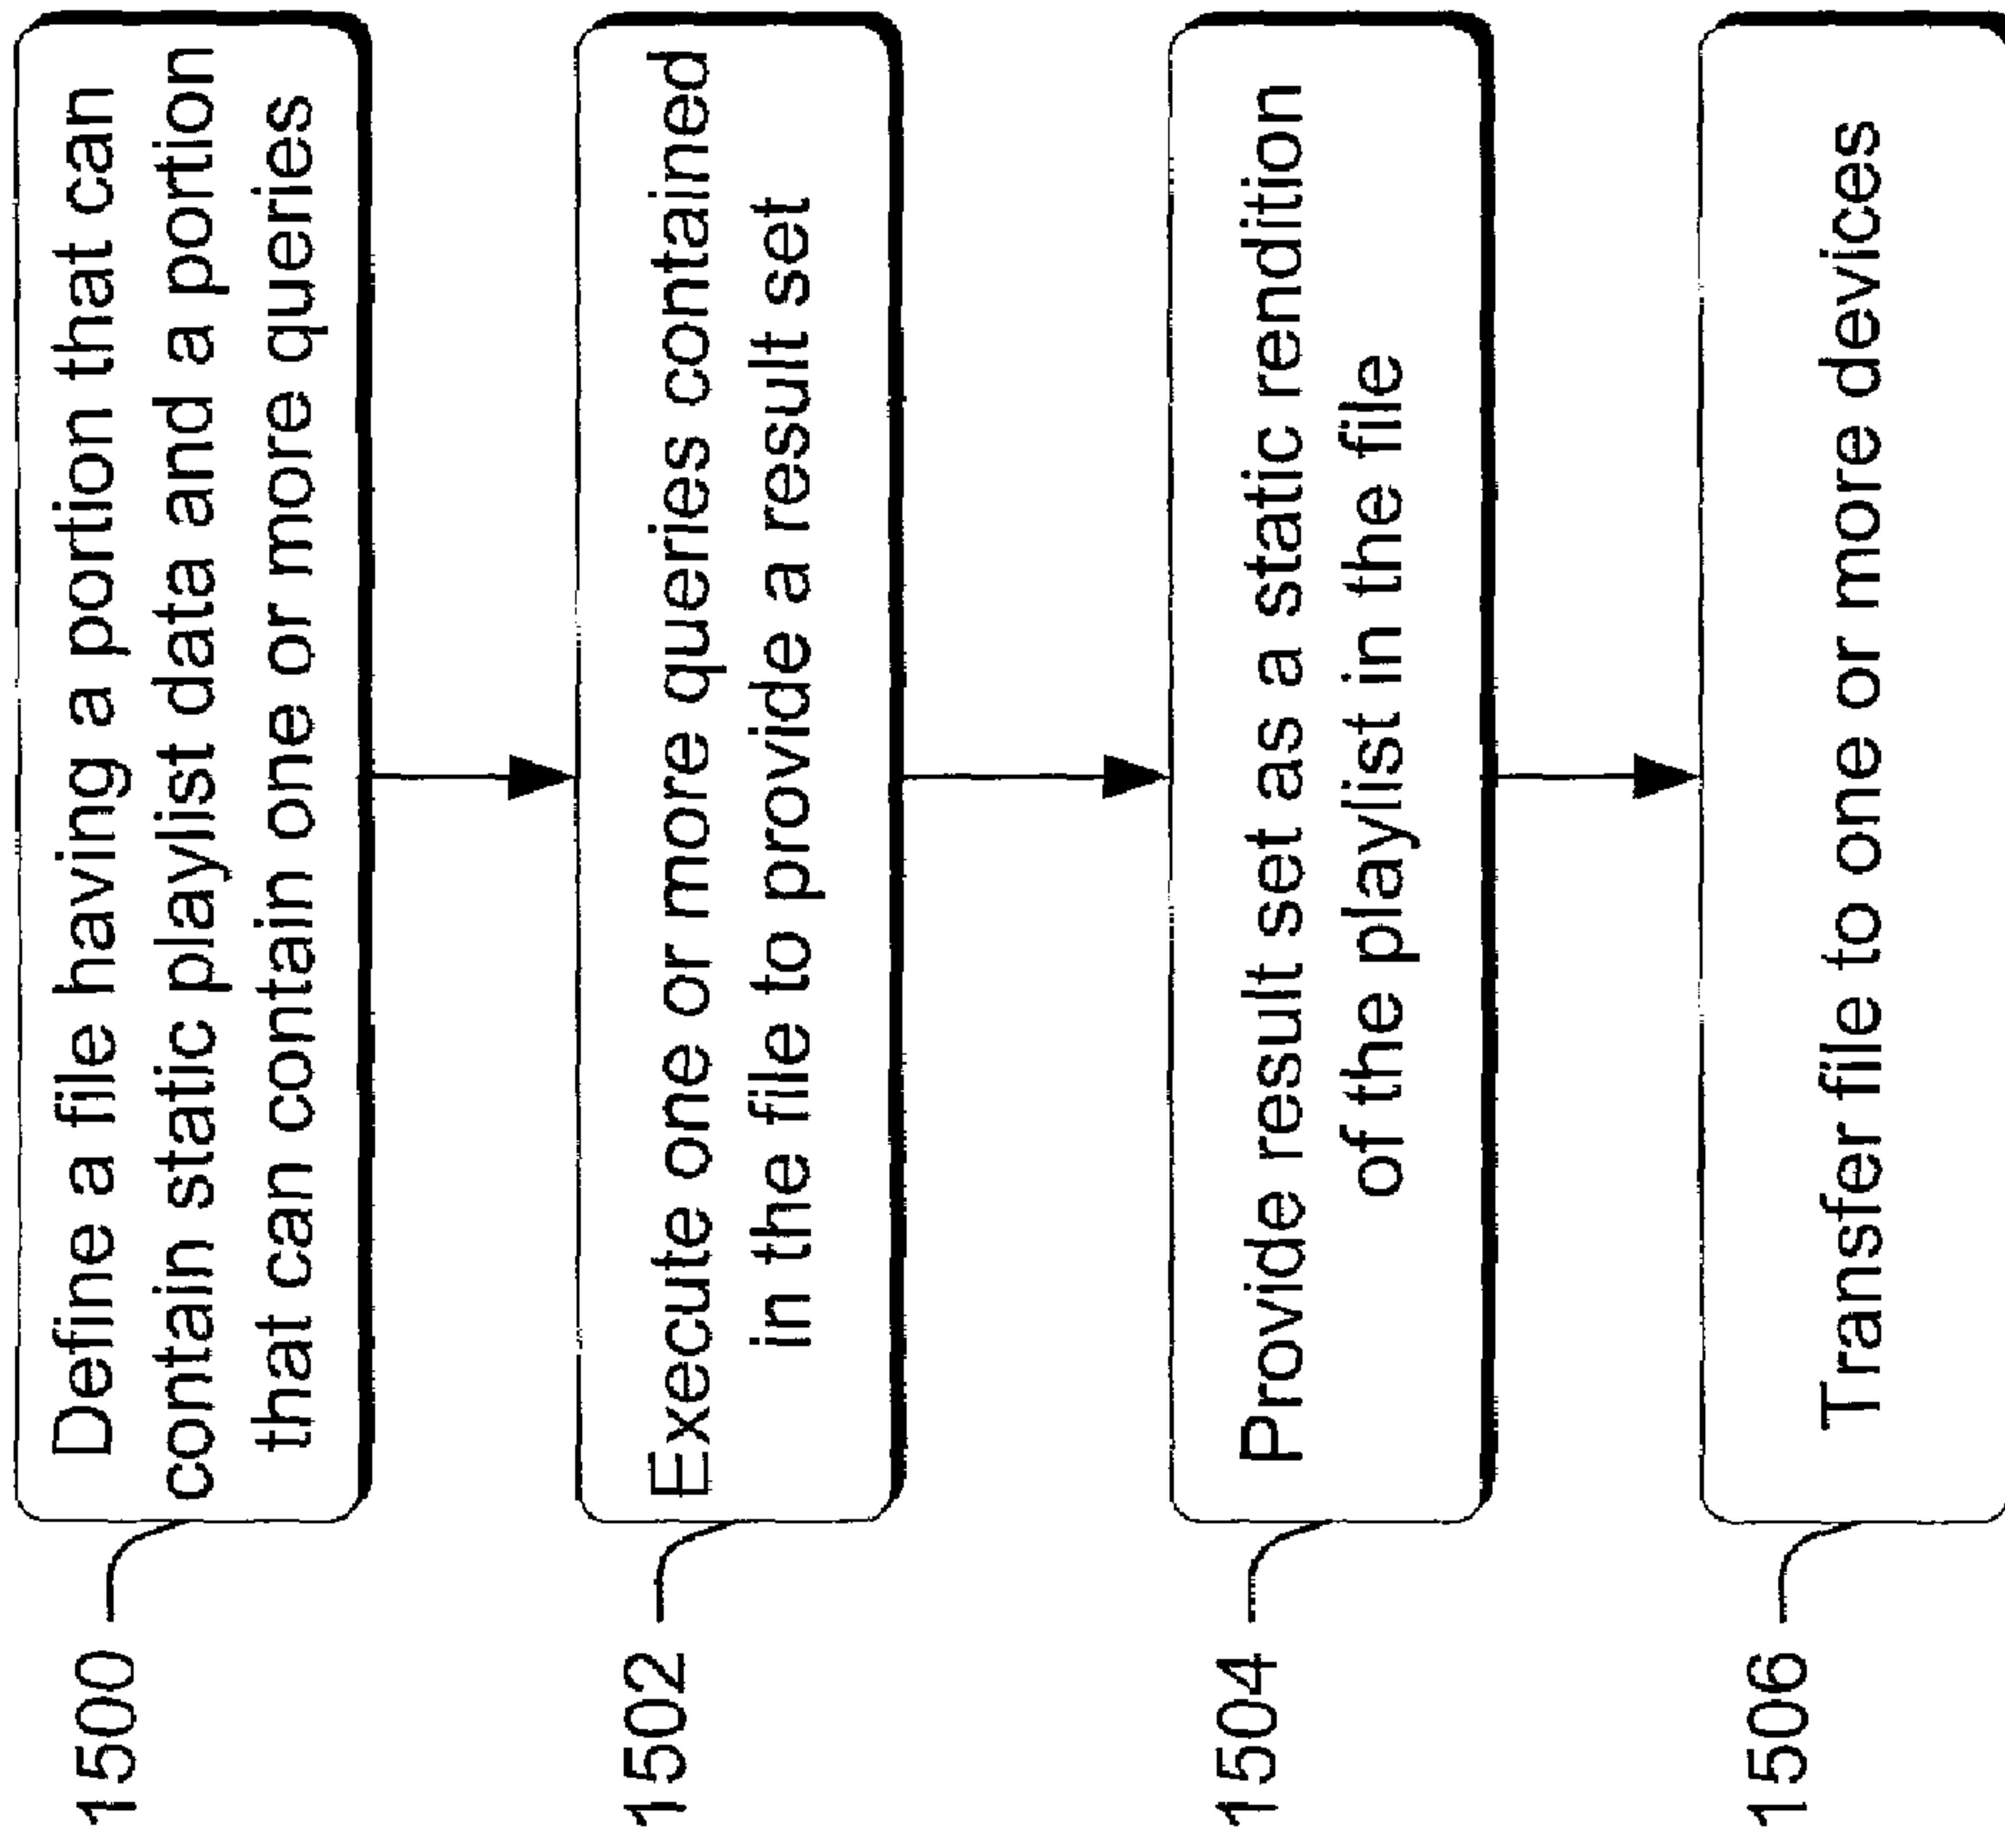 1500
Define a file having a portion that can
contain static playlist data and a portion
that can contain one or more queries
1502
Execute one or more queries contained
in the file to provide a result set
1504
Provide result set as a static rendition
of the playlist in the file
1506
Transfer file to one or more devices